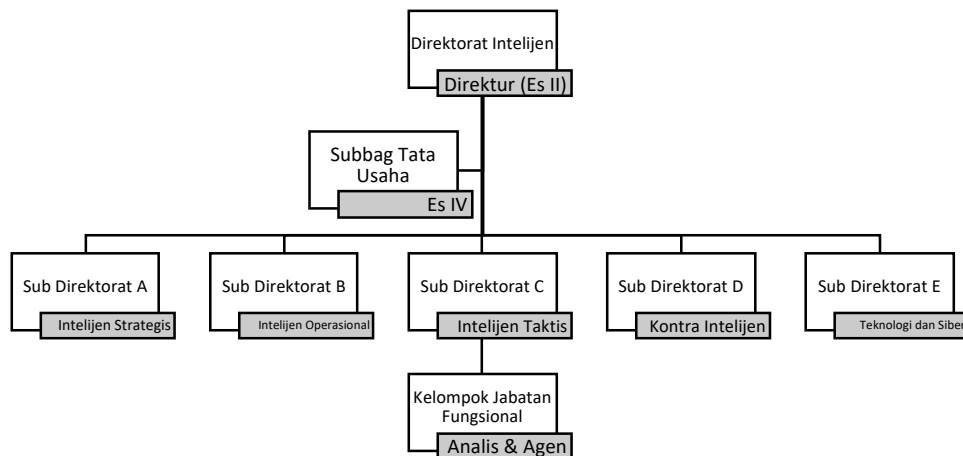 Direktorat Intelijen
Direktur (Es II)
Subbag Tata
Usaha
Es IV
Sub Direktorat A
Intelijen Strategis
Sub Direktorat B
Intelijen Operasional
Sub Direktorat C
Intelijen Taktis
Sub Direktorat D
Kontra Intelijen
Sub Direktorat E
Teknologi dan Siber
Kelompok Jabatan
Fungsional
Analis & Agen